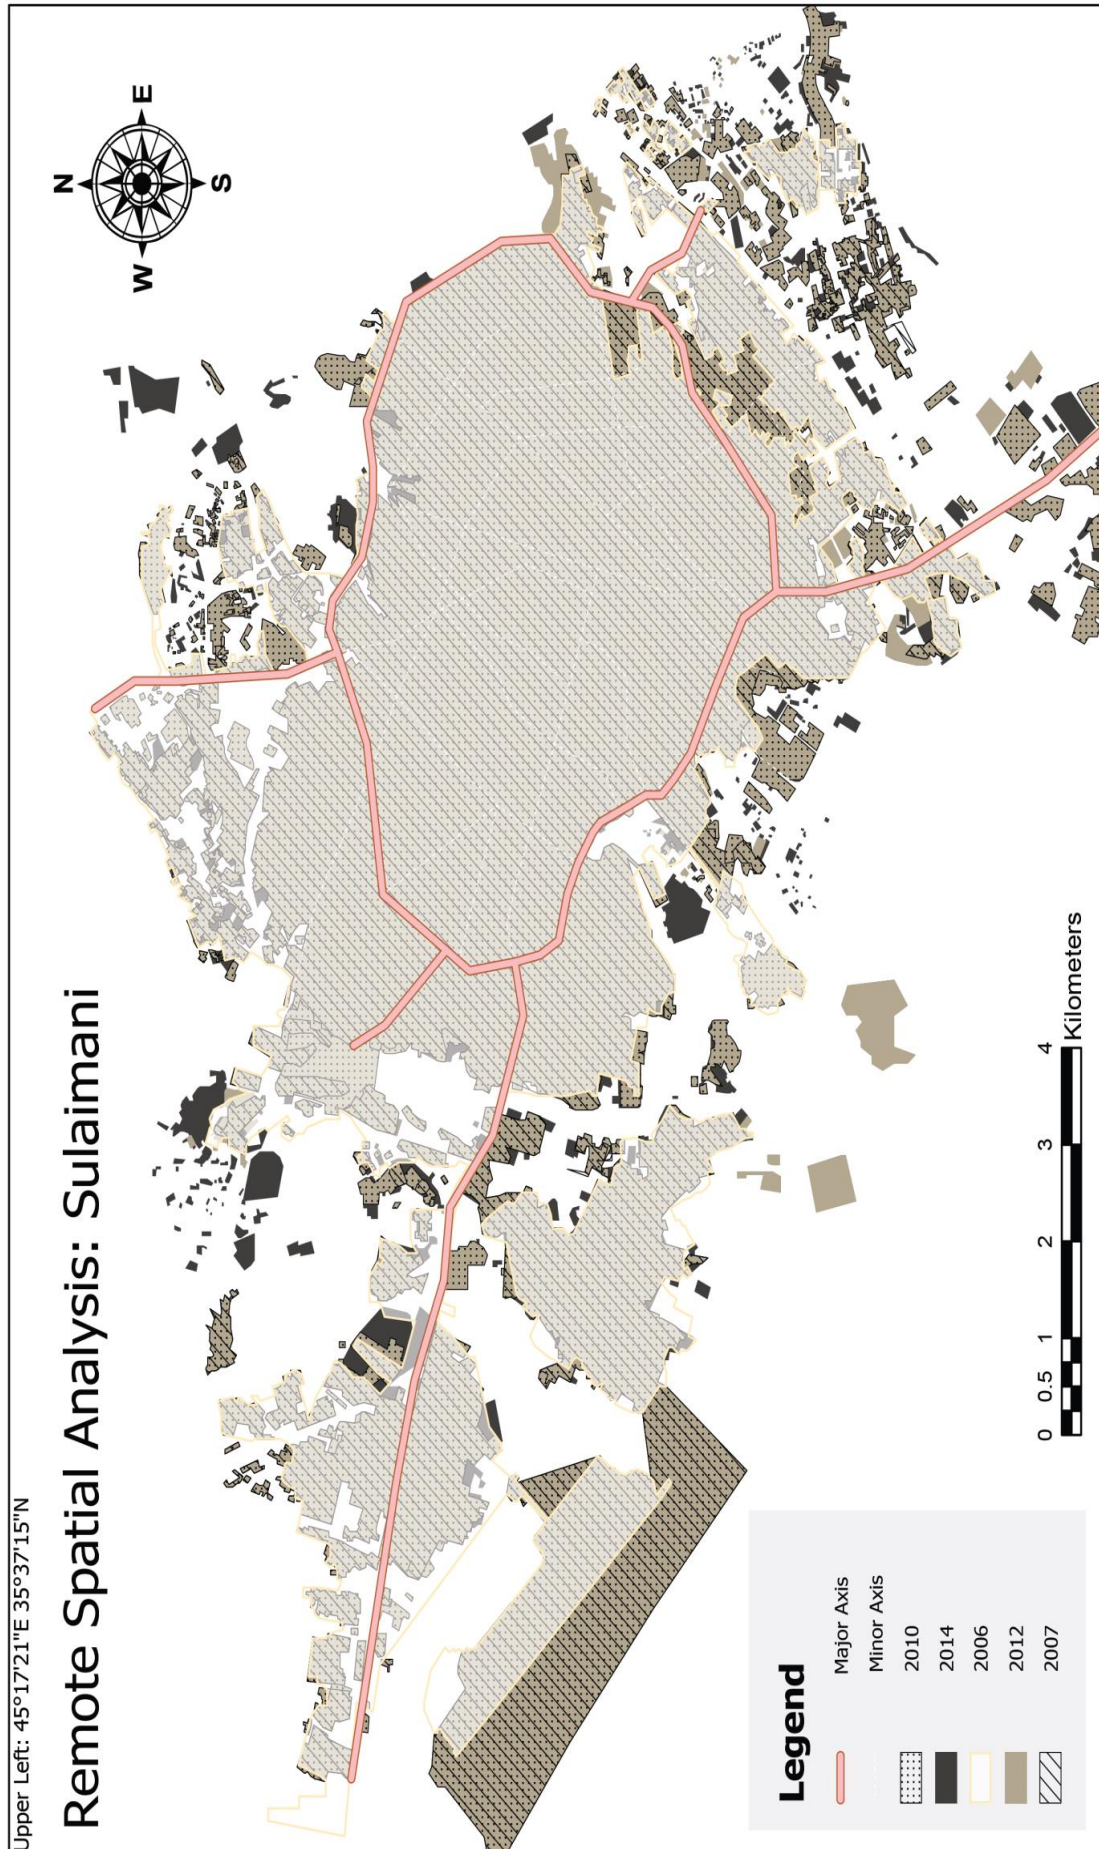 Upper Left: 45°17'21"E 35°37'15"N
Remote Spatial Analysis: Sulaimani
N
W
E
S
Legend
Major Axis
Minor Axis
2010
2014
2006
2012
2007
0 0.5 1 2 3 4
Kilometers